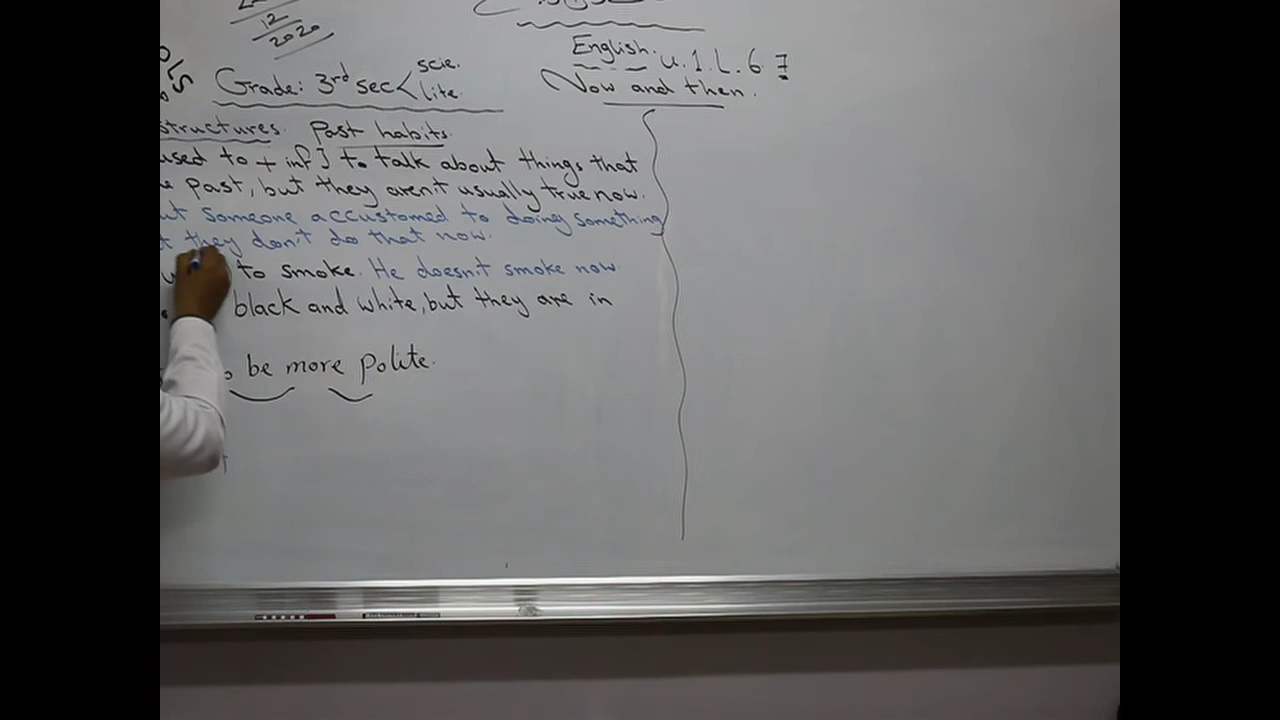 12
2020
English. u.1.L.6.7
Grade: 3rd sec < scie. lite.
Now and then.
structures. Past habits.
used to + inf] to talk about things that
past, but they aren't usually true now.
someone accustomed to doing something
they don't do that now.
to smoke. He doesn't smoke now.
black and white, but they are in
be more polite.